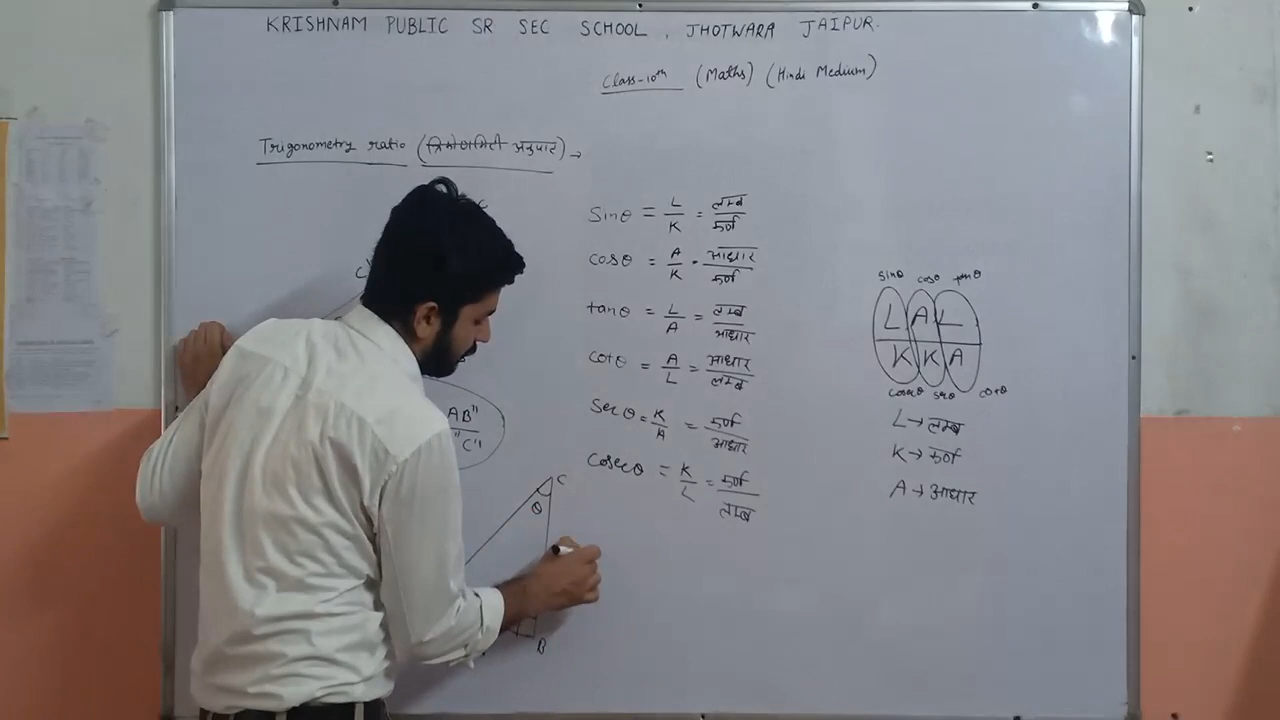 KRISHNAM PUBLIC SR SEC SCHOOL , JHOTWARA JAIPUR.
Class-10th (Maths) (Hindi Medium)
Trigonometry ratio (त्रिकोणमिटी अनुपात) →
C
C'
AB"
"C"
C
θ
B
sinθ = L/K = लम्ब/कर्ण
cosθ = A/K = आधार/कर्ण
tanθ = L/A = लम्ब/आधार
cotθ = A/L = आधार/लम्ब
secθ = K/A = कर्ण/आधार
cosecθ = K/L = कर्ण/लम्ब
sinθ cosθ tanθ
L A L
K K A
cosecθ secθ cotθ
L → लम्ब
K → कर्ण
A → आधार